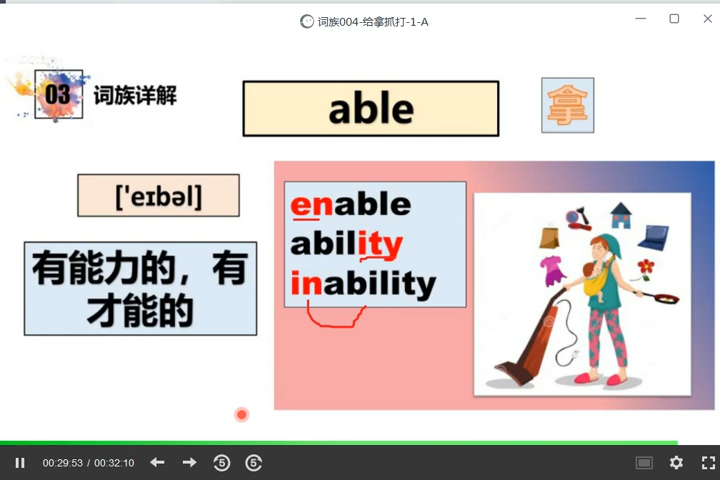 词族004-给拿抓打-1-A
03 词族详解
able
拿
['eɪbəl]
有能力的，有
才能的
enable
ability
inability
00:29:53 / 00:32:10
5 5